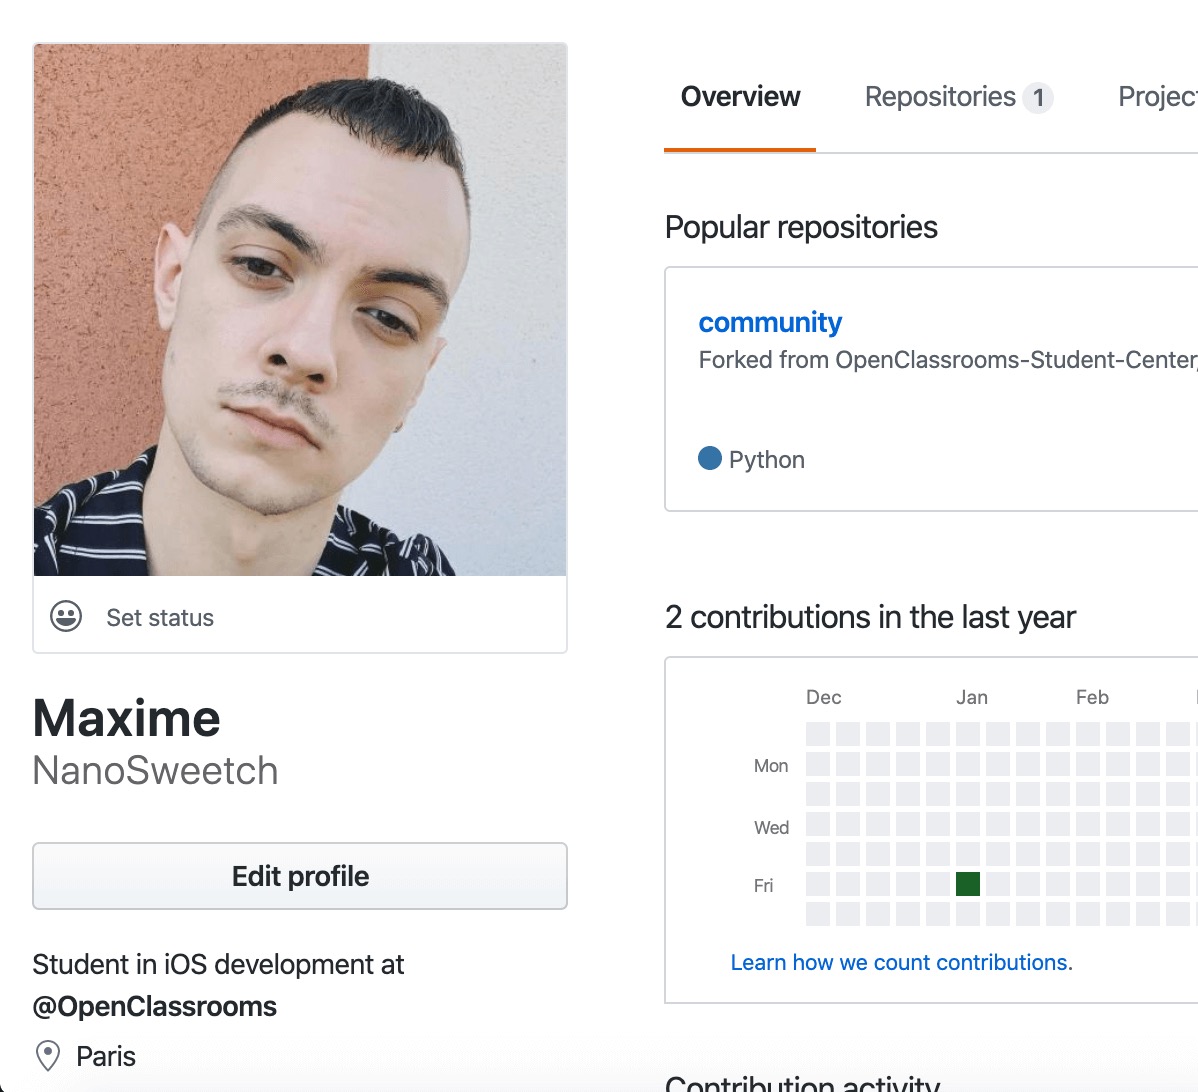 Overview
Repositories 1
Projec
Popular repositories
community
Forked from OpenClassrooms-Student-Center/
Python
Set status
2 contributions in the last year
Dec Jan Feb
Mon
Wed
Fri
Learn how we count contributions.
Maxime
NanoSweetch
Edit profile
Student in iOS development at
@OpenClassrooms
Paris
Contribution activity